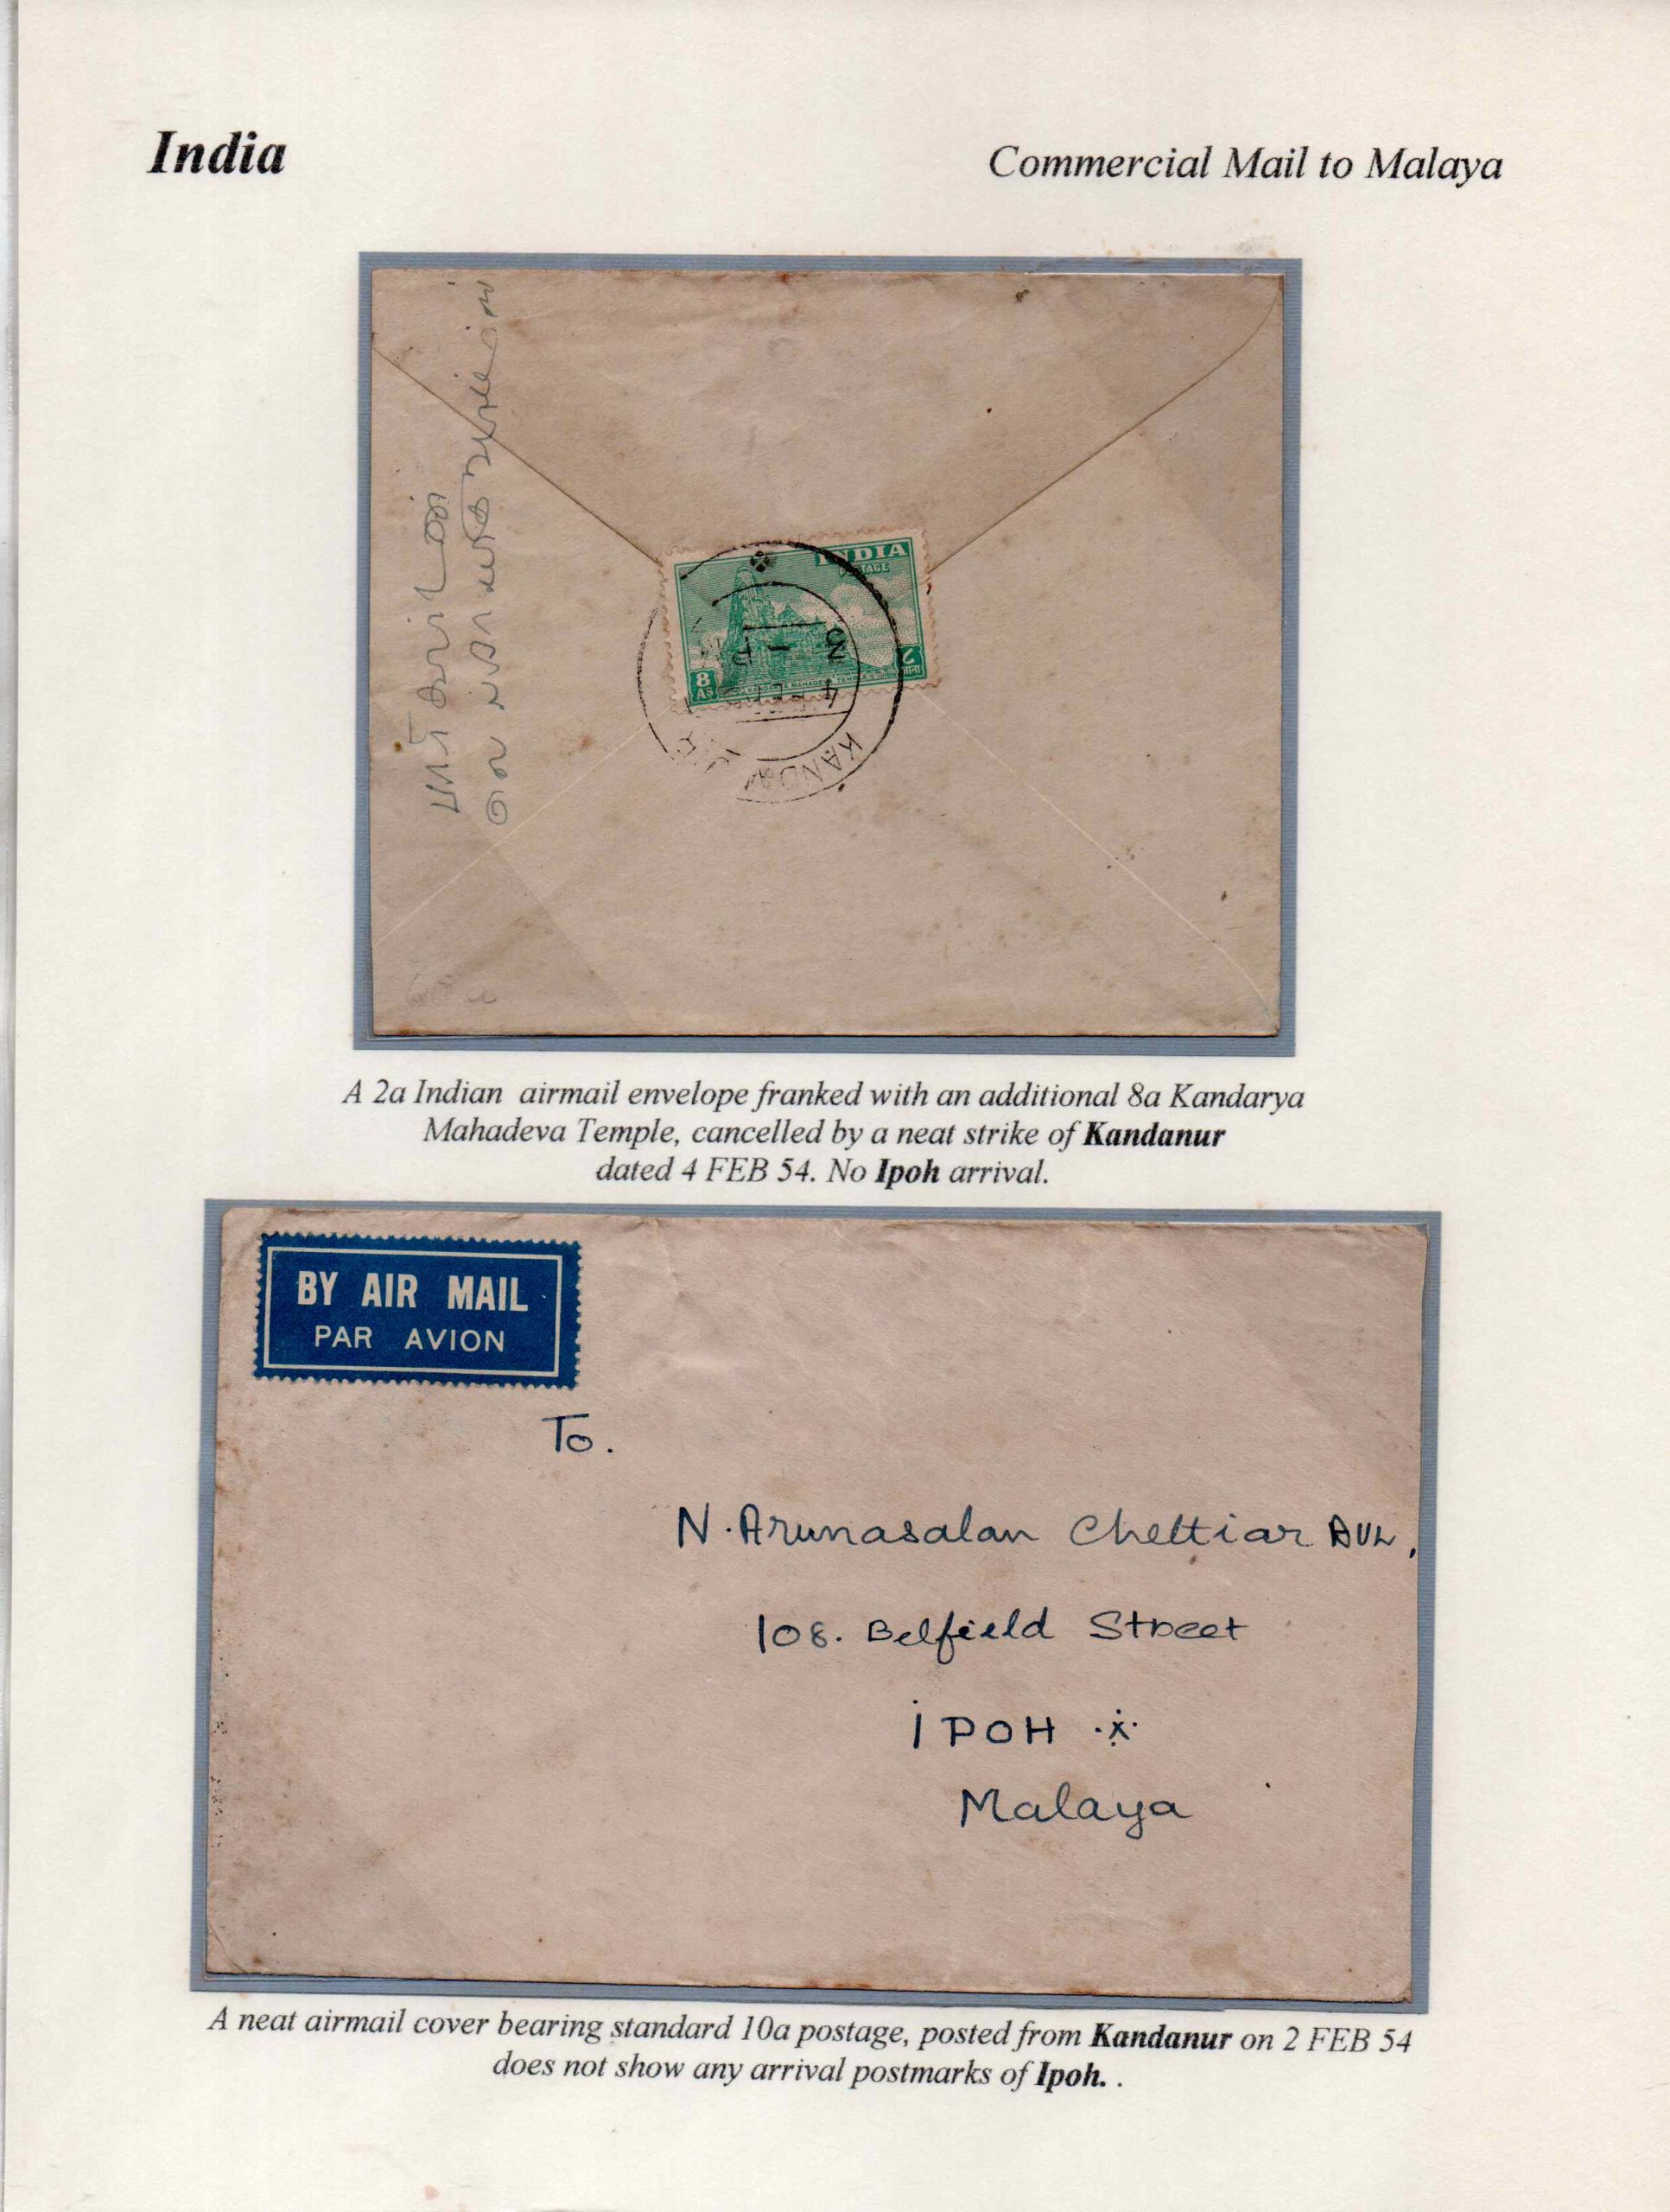 India
Commercial Mail to Malaya
INDIA
POSTAGE
8
AS
4 FEB
KANDA
A 2a Indian airmail envelope franked with an additional 8a Kandarya
Mahadeva Temple, cancelled by a neat strike of Kandanur
dated 4 FEB 54. No Ipoh arrival.
BY AIR MAIL
PAR AVION
To.
N. Arunasalan Chettiar AVL,
108. Belfield Street
IPOH
Malaya
A neat airmail cover bearing standard 10a postage, posted from Kandanur on 2 FEB 54
does not show any arrival postmarks of Ipoh. .